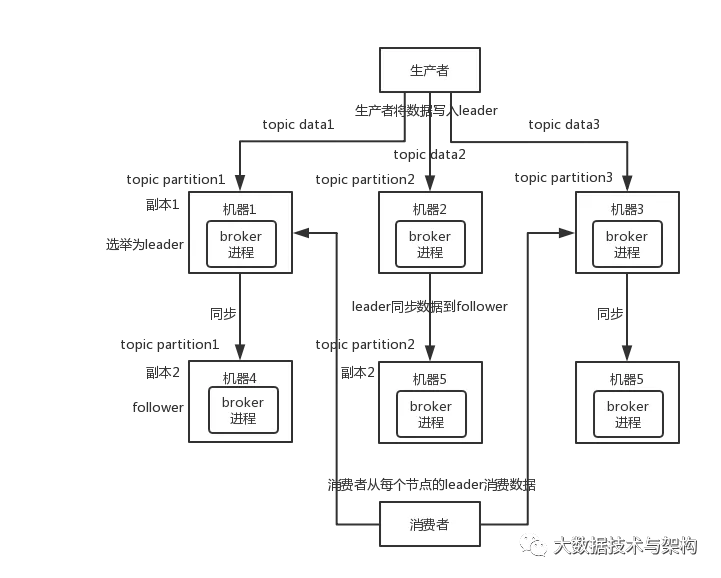 生产者
生产者将数据写入leader
topic data1
topic data3
topic data2
topic partition1
topic partition2
topic partition3
副本1
机器1
机器2
机器3
broker
进程
broker
进程
broker
进程
选举为leader
同步
leader同步数据到follower
同步
topic partition1
topic partition2
副本2
机器4
副本2
机器5
机器5
follower
broker
进程
broker
进程
broker
进程
消费者从每个节点的leader消费数据
消费者
大数据技术与架构